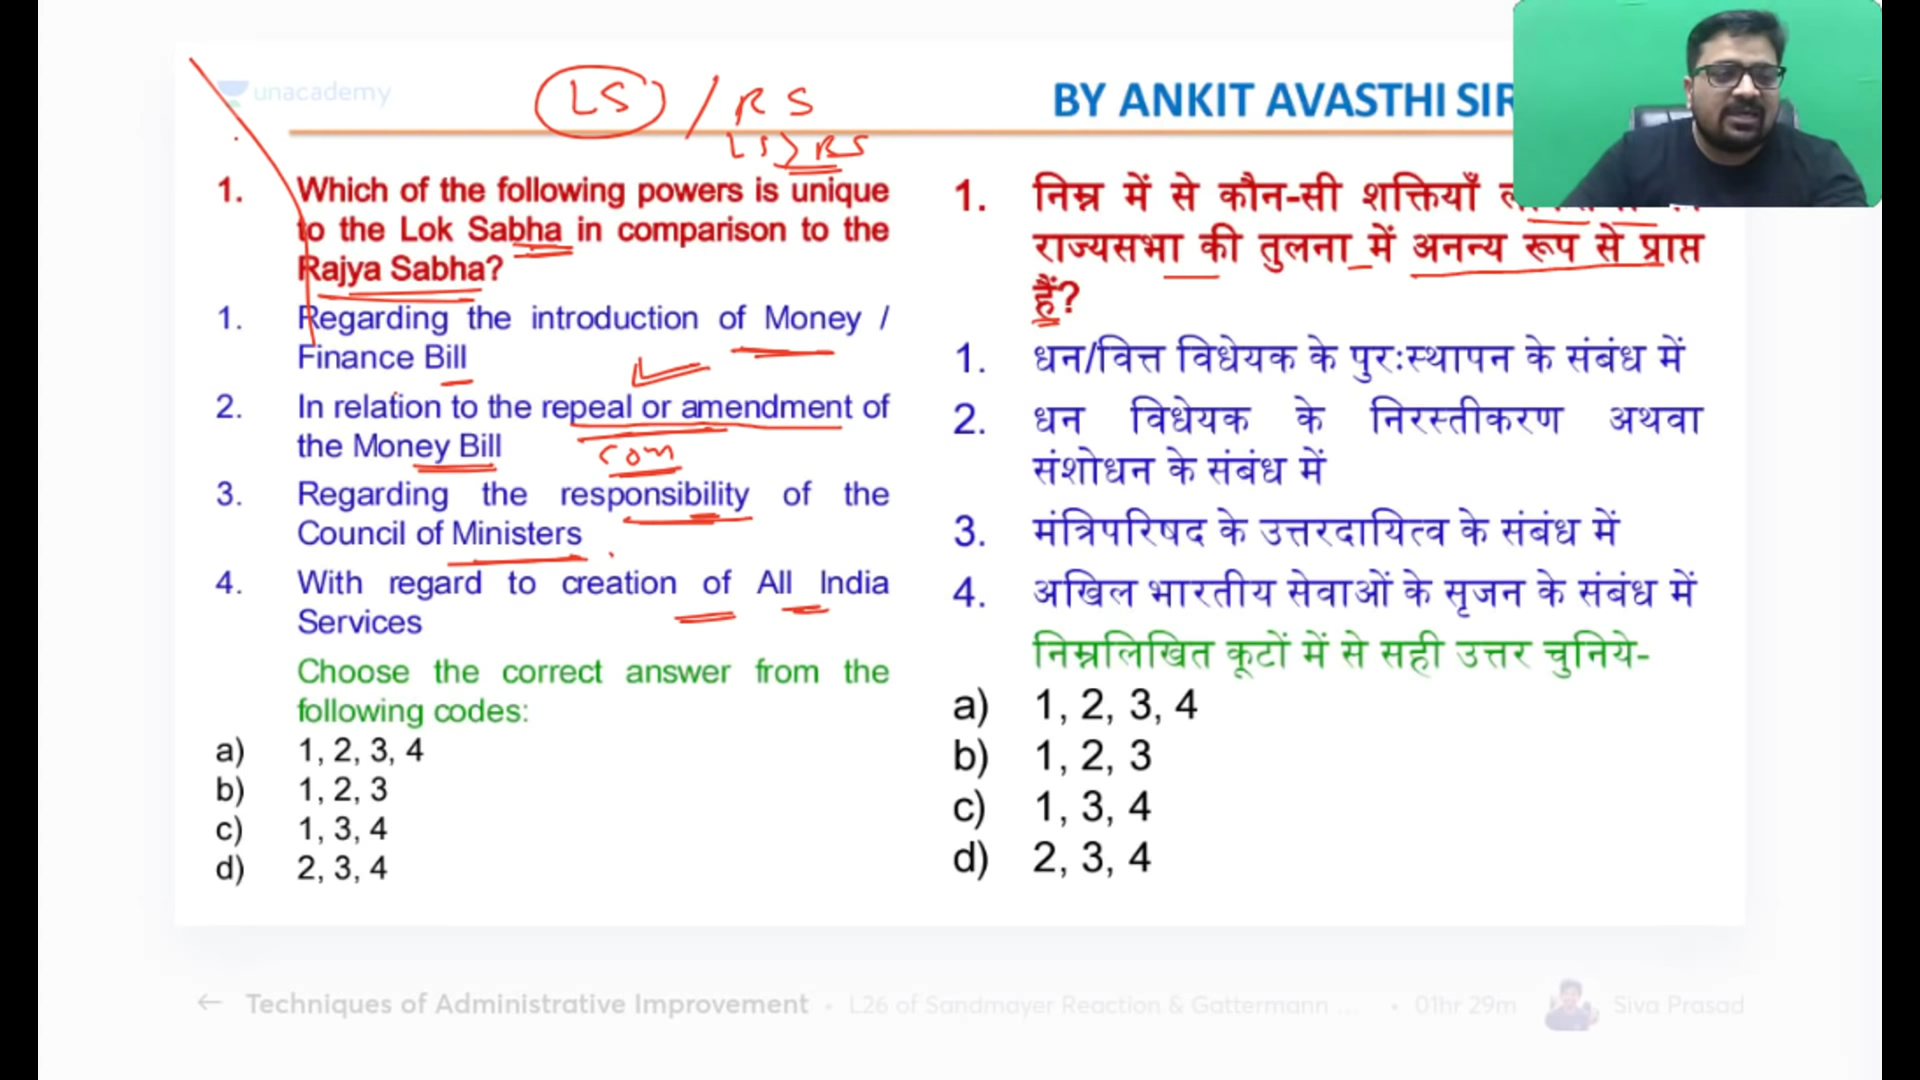 unacademy
LS / RS
LS > RS
BY ANKIT AVASTHI SIR
1. Which of the following powers is unique
to the Lok Sabha in comparison to the
Rajya Sabha?
1. Regarding the introduction of Money /
Finance Bill
2. In relation to the repeal or amendment of
the Money Bill
com
3. Regarding the responsibility of the
Council of Ministers
4. With regard to creation of All India
Services
Choose the correct answer from the
following codes:
a) 1, 2, 3, 4
b) 1, 2, 3
c) 1, 3, 4
d) 2, 3, 4
1. निम्न में से कौन-सी शक्तियाँ
राज्यसभा की तुलना में अनन्य रूप से प्राप्त
हैं?
1. धन/वित्त विधेयक के पुरःस्थापन के संबंध में
2. धन विधेयक के निरस्तीकरण अथवा
संशोधन के संबंध में
3. मंत्रिपरिषद के उत्तरदायित्व के संबंध में
4. अखिल भारतीय सेवाओं के सृजन के संबंध में
निम्नलिखित कूटों में से सही उत्तर चुनिये-
a) 1, 2, 3, 4
b) 1, 2, 3
c) 1, 3, 4
d) 2, 3, 4
← Techniques of Administrative Improvement • L26 of Sandmayer Reaction & Gattermann ... • 01hr 29m Siva Prasad